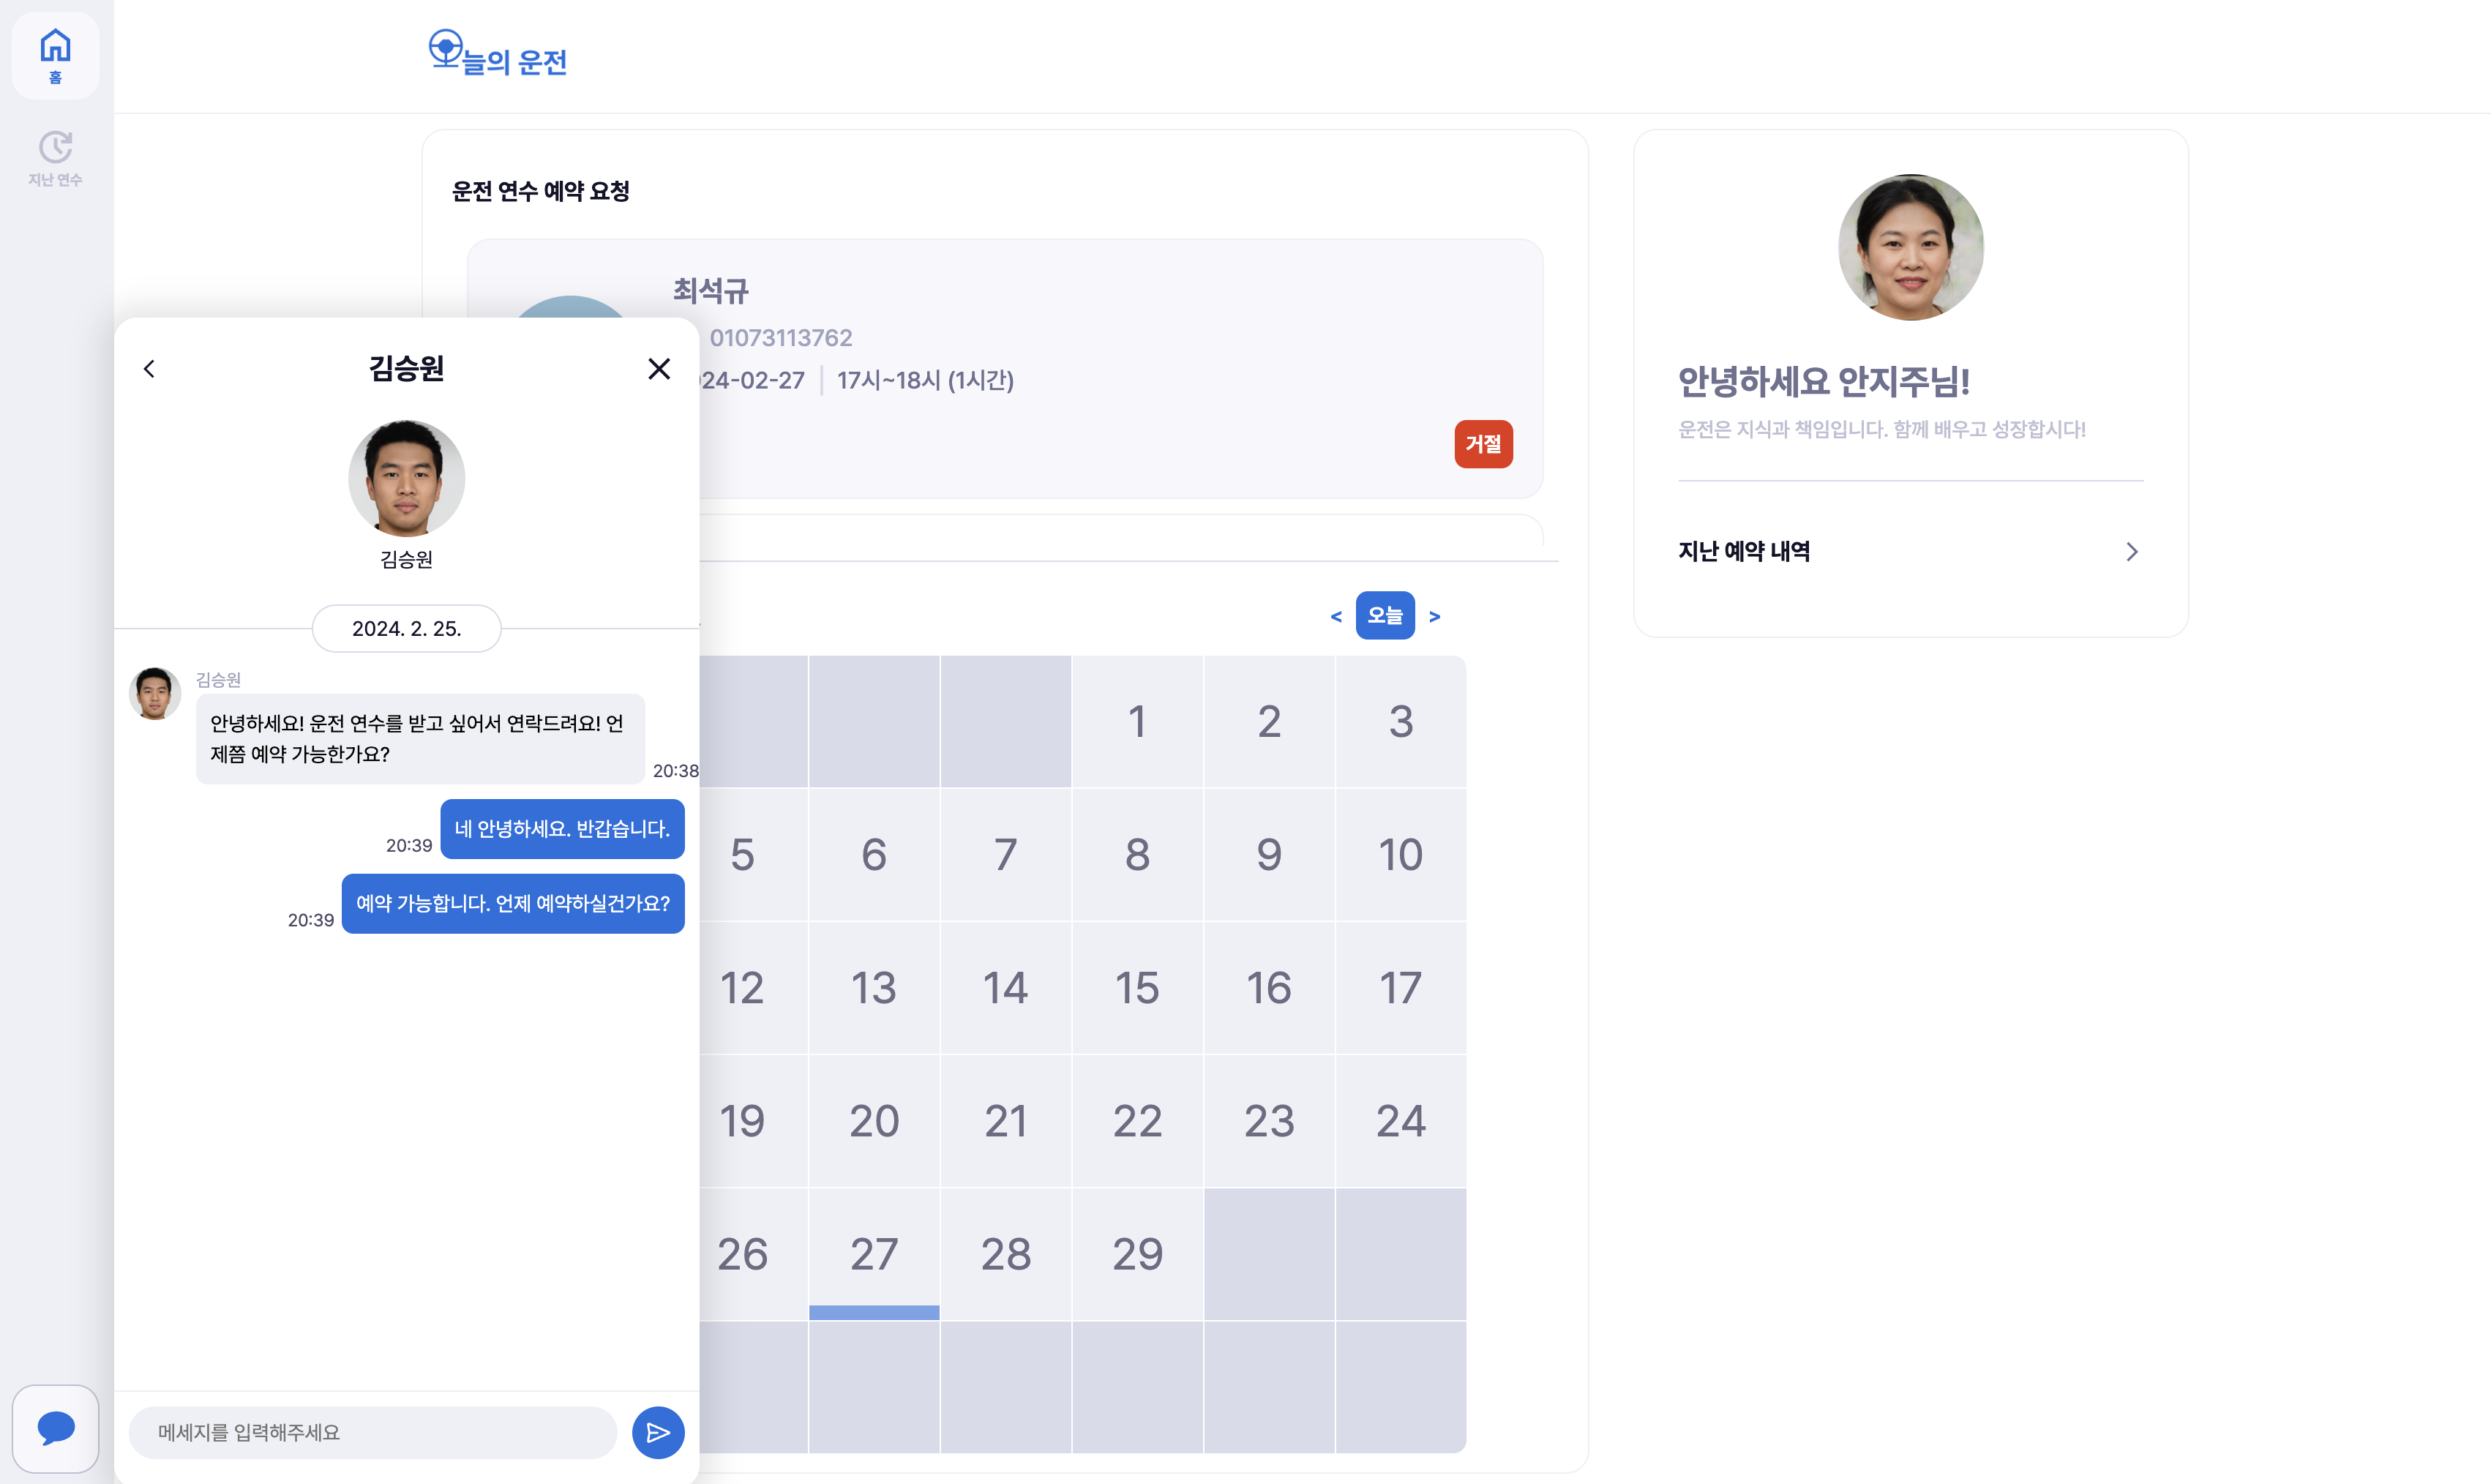 홈
지난 연수
늘의 운전
운전 연수 예약 요청
최석규
01073113762
24-02-27
17시~18시 (1시간)
거절
안녕하세요 안지주님!
운전은 지식과 책임입니다. 함께 배우고 성장합시다!
지난 예약 내역
김승원
김승원
2024. 2. 25.
김승원
안녕하세요! 운전 연수를 받고 싶어서 연락드려요! 언
제쯤 예약 가능한가요?
20:38
네 안녕하세요. 반갑습니다.
20:39
예약 가능합니다. 언제 예약하실건가요?
20:39
메세지를 입력해주세요
< 오늘 >
1 2 3
5 6 7 8 9 10
12 13 14 15 16 17
19 20 21 22 23 24
26 27 28 29